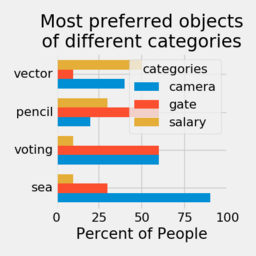 Most preferred objects
of different categories
vector
pencil
voting
sea
categories
camera
gate
salary
0 25 50 75 100
Percent of People